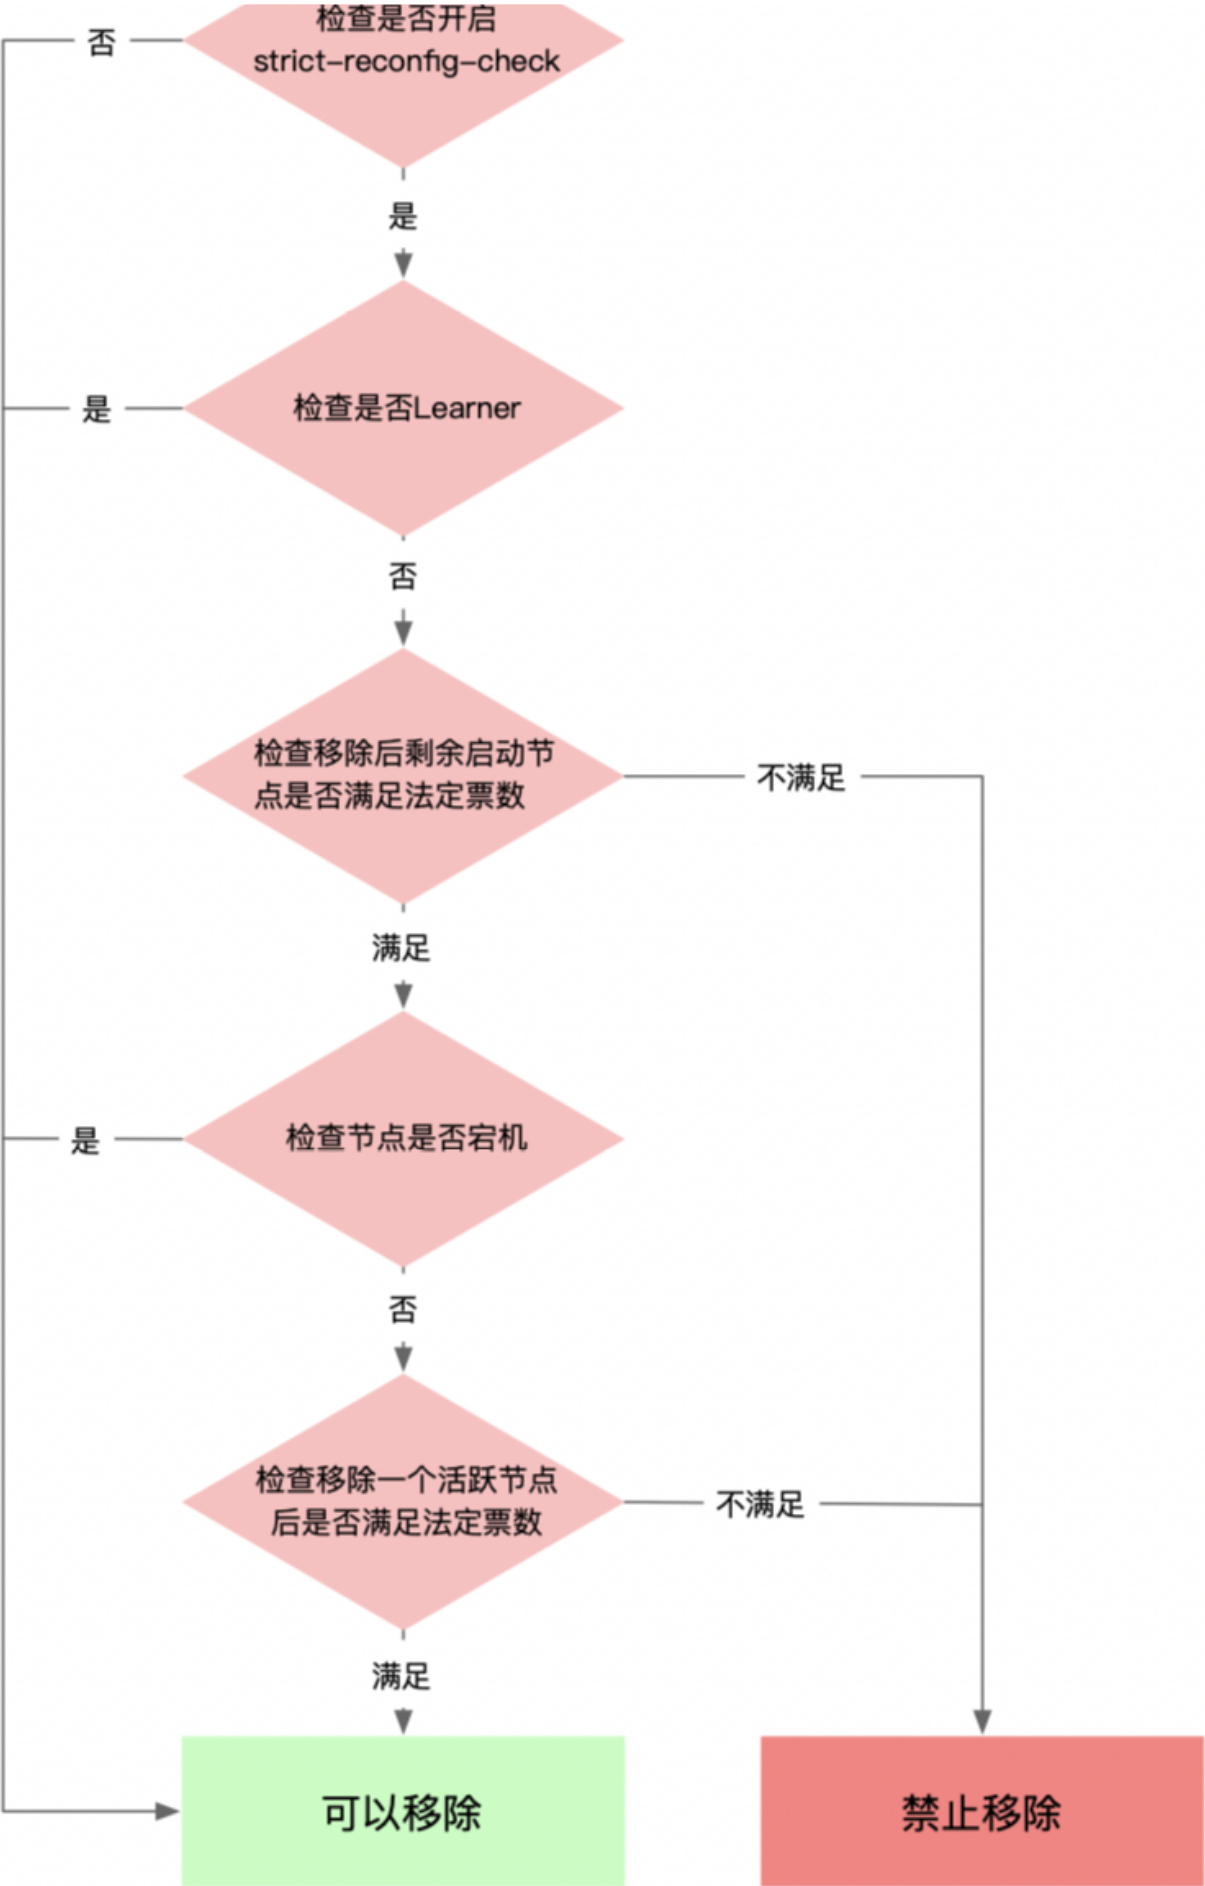 检查是否开启
strict-reconfig-check
否
是
检查是否Learner
是
否
检查移除后剩余启动节
点是否满足法定票数
不满足
满足
检查节点是否宕机
是
否
检查移除一个活跃节点
后是否满足法定票数
不满足
满足
可以移除
禁止移除